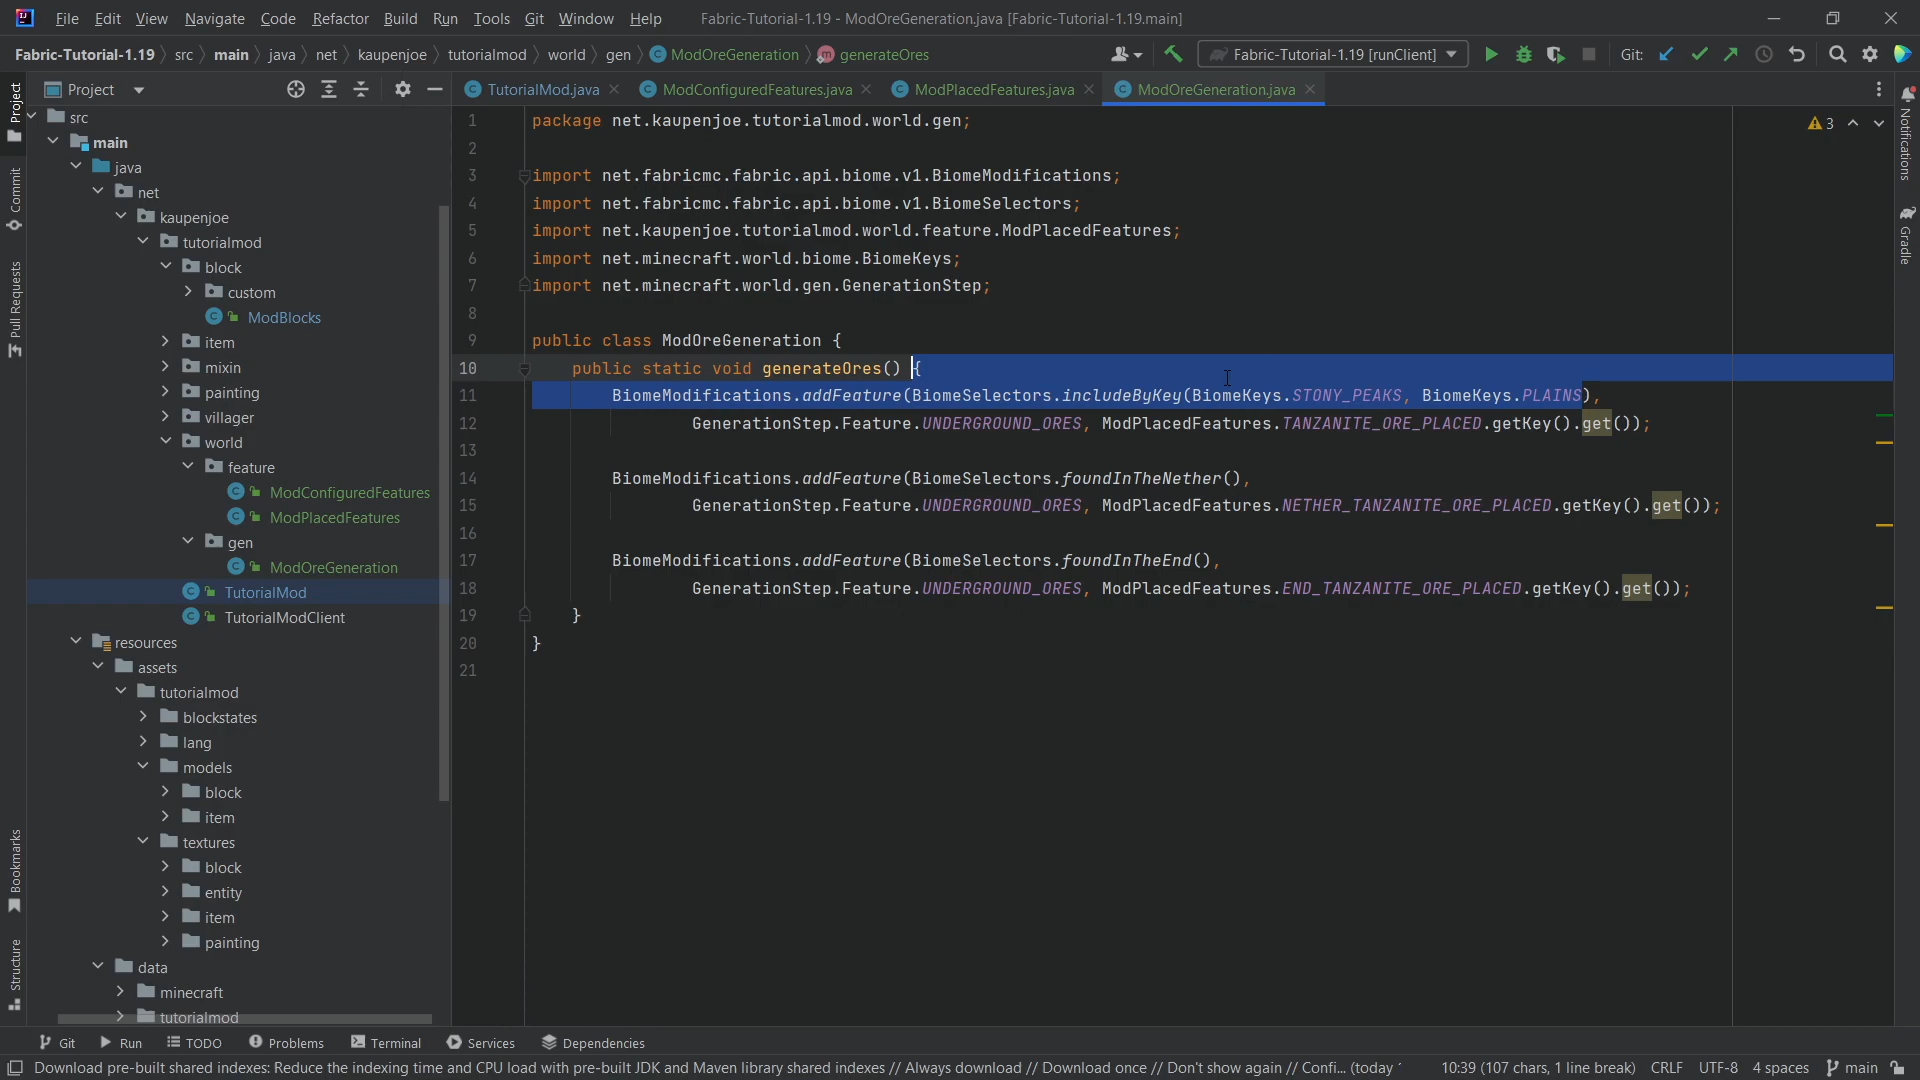 File Edit View Navigate Code Refactor Build Run Tools Git Window Help Fabric-Tutorial-1.19 - ModOreGeneration.java [Fabric-Tutorial-1.19.main]
Fabric-Tutorial-1.19 src main java net kaupenjoe tutorialmod world gen ModOreGeneration generateOres Fabric-Tutorial-1.19 [runClient] Git:
Project TutorialMod.java ModConfiguredFeatures.java ModPlacedFeatures.java ModOreGeneration.java
Project
Commit
Pull Requests
Bookmarks
Structure
src
main
java
net
kaupenjoe
tutorialmod
block
custom
ModBlocks
item
mixin
painting
villager
world
feature
ModConfiguredFeatures
ModPlacedFeatures
gen
ModOreGeneration
TutorialMod
TutorialModClient
resources
assets
tutorialmod
blockstates
lang
models
block
item
textures
block
entity
item
painting
data
minecraft
tutorialmod
1 package net.kaupenjoe.tutorialmod.world.gen;
2
3 import net.fabricmc.fabric.api.biome.v1.BiomeModifications;
4 import net.fabricmc.fabric.api.biome.v1.BiomeSelectors;
5 import net.kaupenjoe.tutorialmod.world.feature.ModPlacedFeatures;
6 import net.minecraft.world.biome.BiomeKeys;
7 import net.minecraft.world.gen.GenerationStep;
8
9 public class ModOreGeneration {
10 public static void generateOres() {
11 BiomeModifications.addFeature(BiomeSelectors.includeByKey(BiomeKeys.STONY_PEAKS, BiomeKeys.PLAINS),
12 GenerationStep.Feature.UNDERGROUND_ORES, ModPlacedFeatures.TANZANITE_ORE_PLACED.getKey().get());
13
14 BiomeModifications.addFeature(BiomeSelectors.foundInTheNether(),
15 GenerationStep.Feature.UNDERGROUND_ORES, ModPlacedFeatures.NETHER_TANZANITE_ORE_PLACED.getKey().get());
16
17 BiomeModifications.addFeature(BiomeSelectors.foundInTheEnd(),
18 GenerationStep.Feature.UNDERGROUND_ORES, ModPlacedFeatures.END_TANZANITE_ORE_PLACED.getKey().get());
19 }
20 }
21
3
Notifications
Gradle
Git Run TODO Problems Terminal Services Dependencies
Download pre-built shared indexes: Reduce the indexing time and CPU load with pre-built JDK and Maven library shared indexes // Always download // Download once // Don't show again // Confi... (today 10:39 (107 chars, 1 line break) CRLF UTF-8 4 spaces main